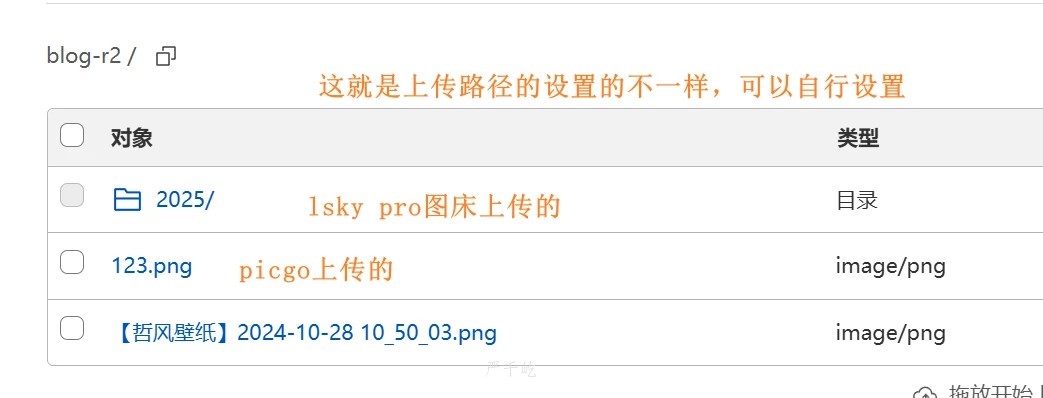 blog-r2 /
这就是上传路径的设置的不一样，可以自行设置
对象 类型
2025/ lsky pro图床上传的 目录
123.png picgo上传的 image/png
【哲风壁纸】2024-10-28 10_50_03.png image/png
严千屹
拖放开始